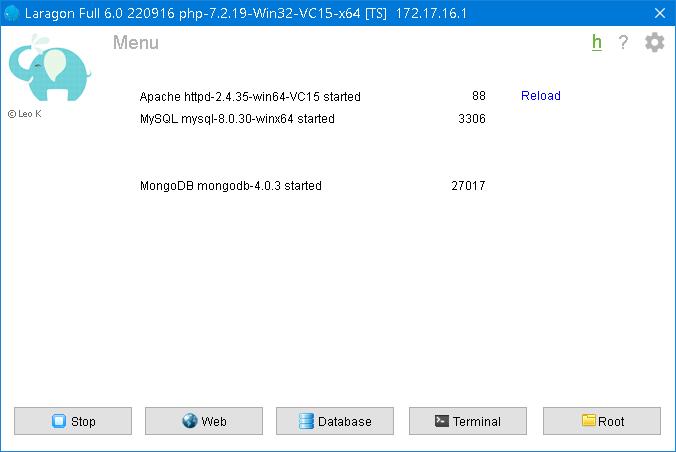 Laragon Full 6.0 220916 php-7.2.19-Win32-VC15-x64 [TS]  172.17.16.1
Menu h ?
© Leo K
Apache httpd-2.4.35-win64-VC15 started 88 Reload
MySQL mysql-8.0.30-winx64 started 3306
MongoDB mongodb-4.0.3 started 27017
Stop Web Database Terminal Root